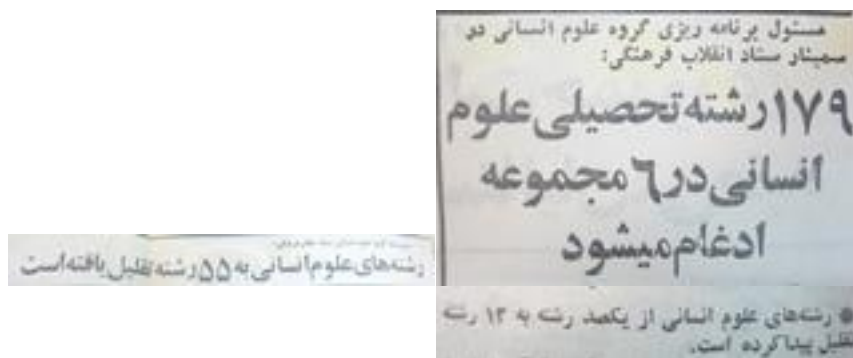 مسئول برنامه ریزی گروه علوم انسانی در
سمینار ستاد انقلاب فرهنگی:
۱۷۹ رشته تحصیلی علوم
انسانی در ۶ مجموعه
ادغام میشود
رشته‌های علوم انسانی به ۵۵ رشته تقلیل یافته است
* رشته‌های علوم انسانی از یکصد رشته به ۱۳ رشته
تقلیل پیدا کرده است.